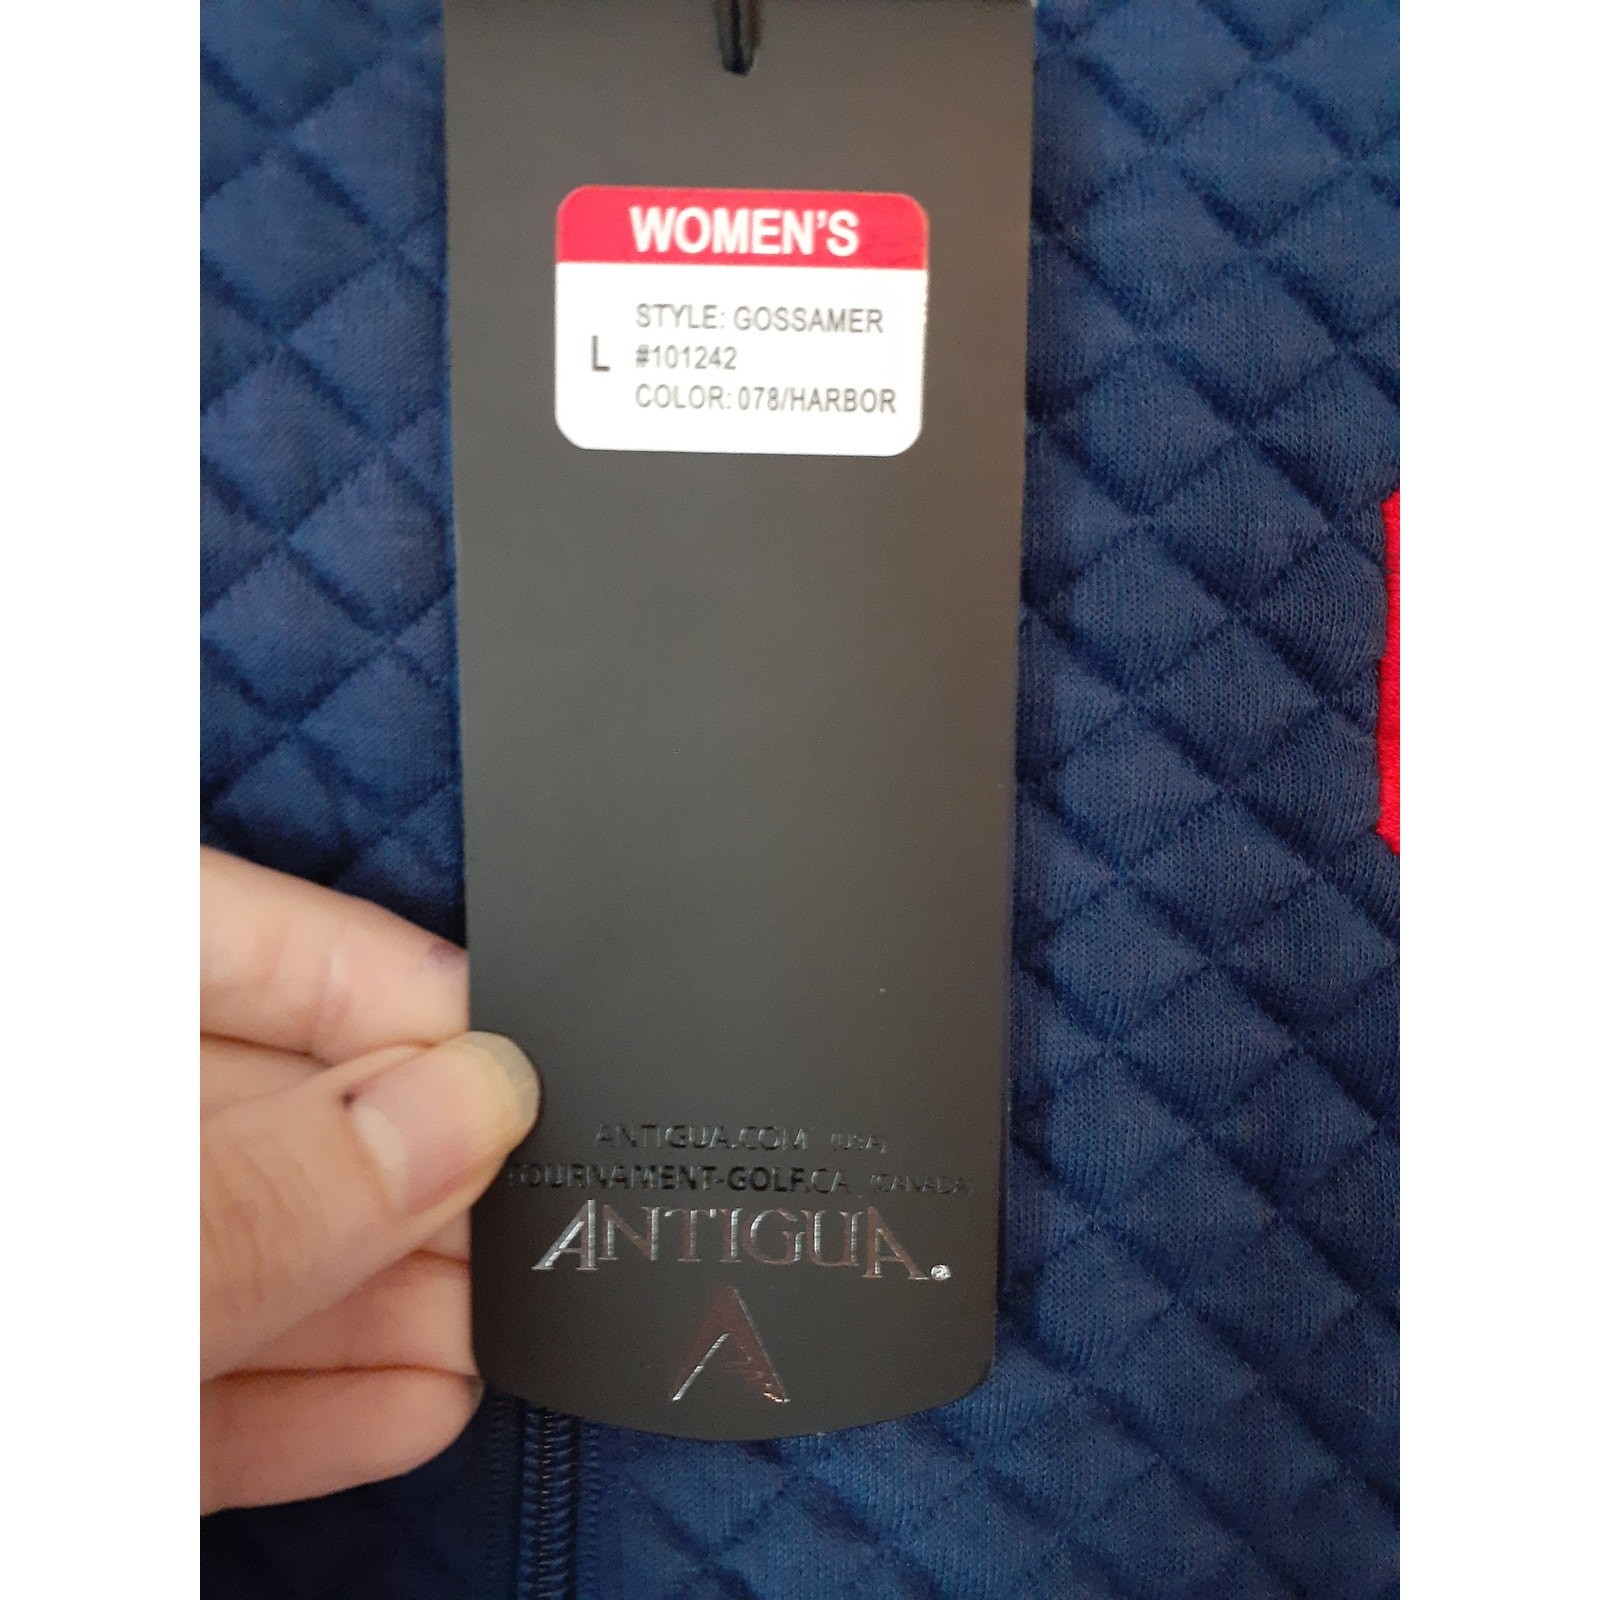 WOMEN'S
STYLE: GOSSAMER
L #101242
COLOR: 078/HARBOR
ANTIGUA.COM (USA)
TOURNAMENT-GOLF.CA (CANADA)
ANTIGUA®